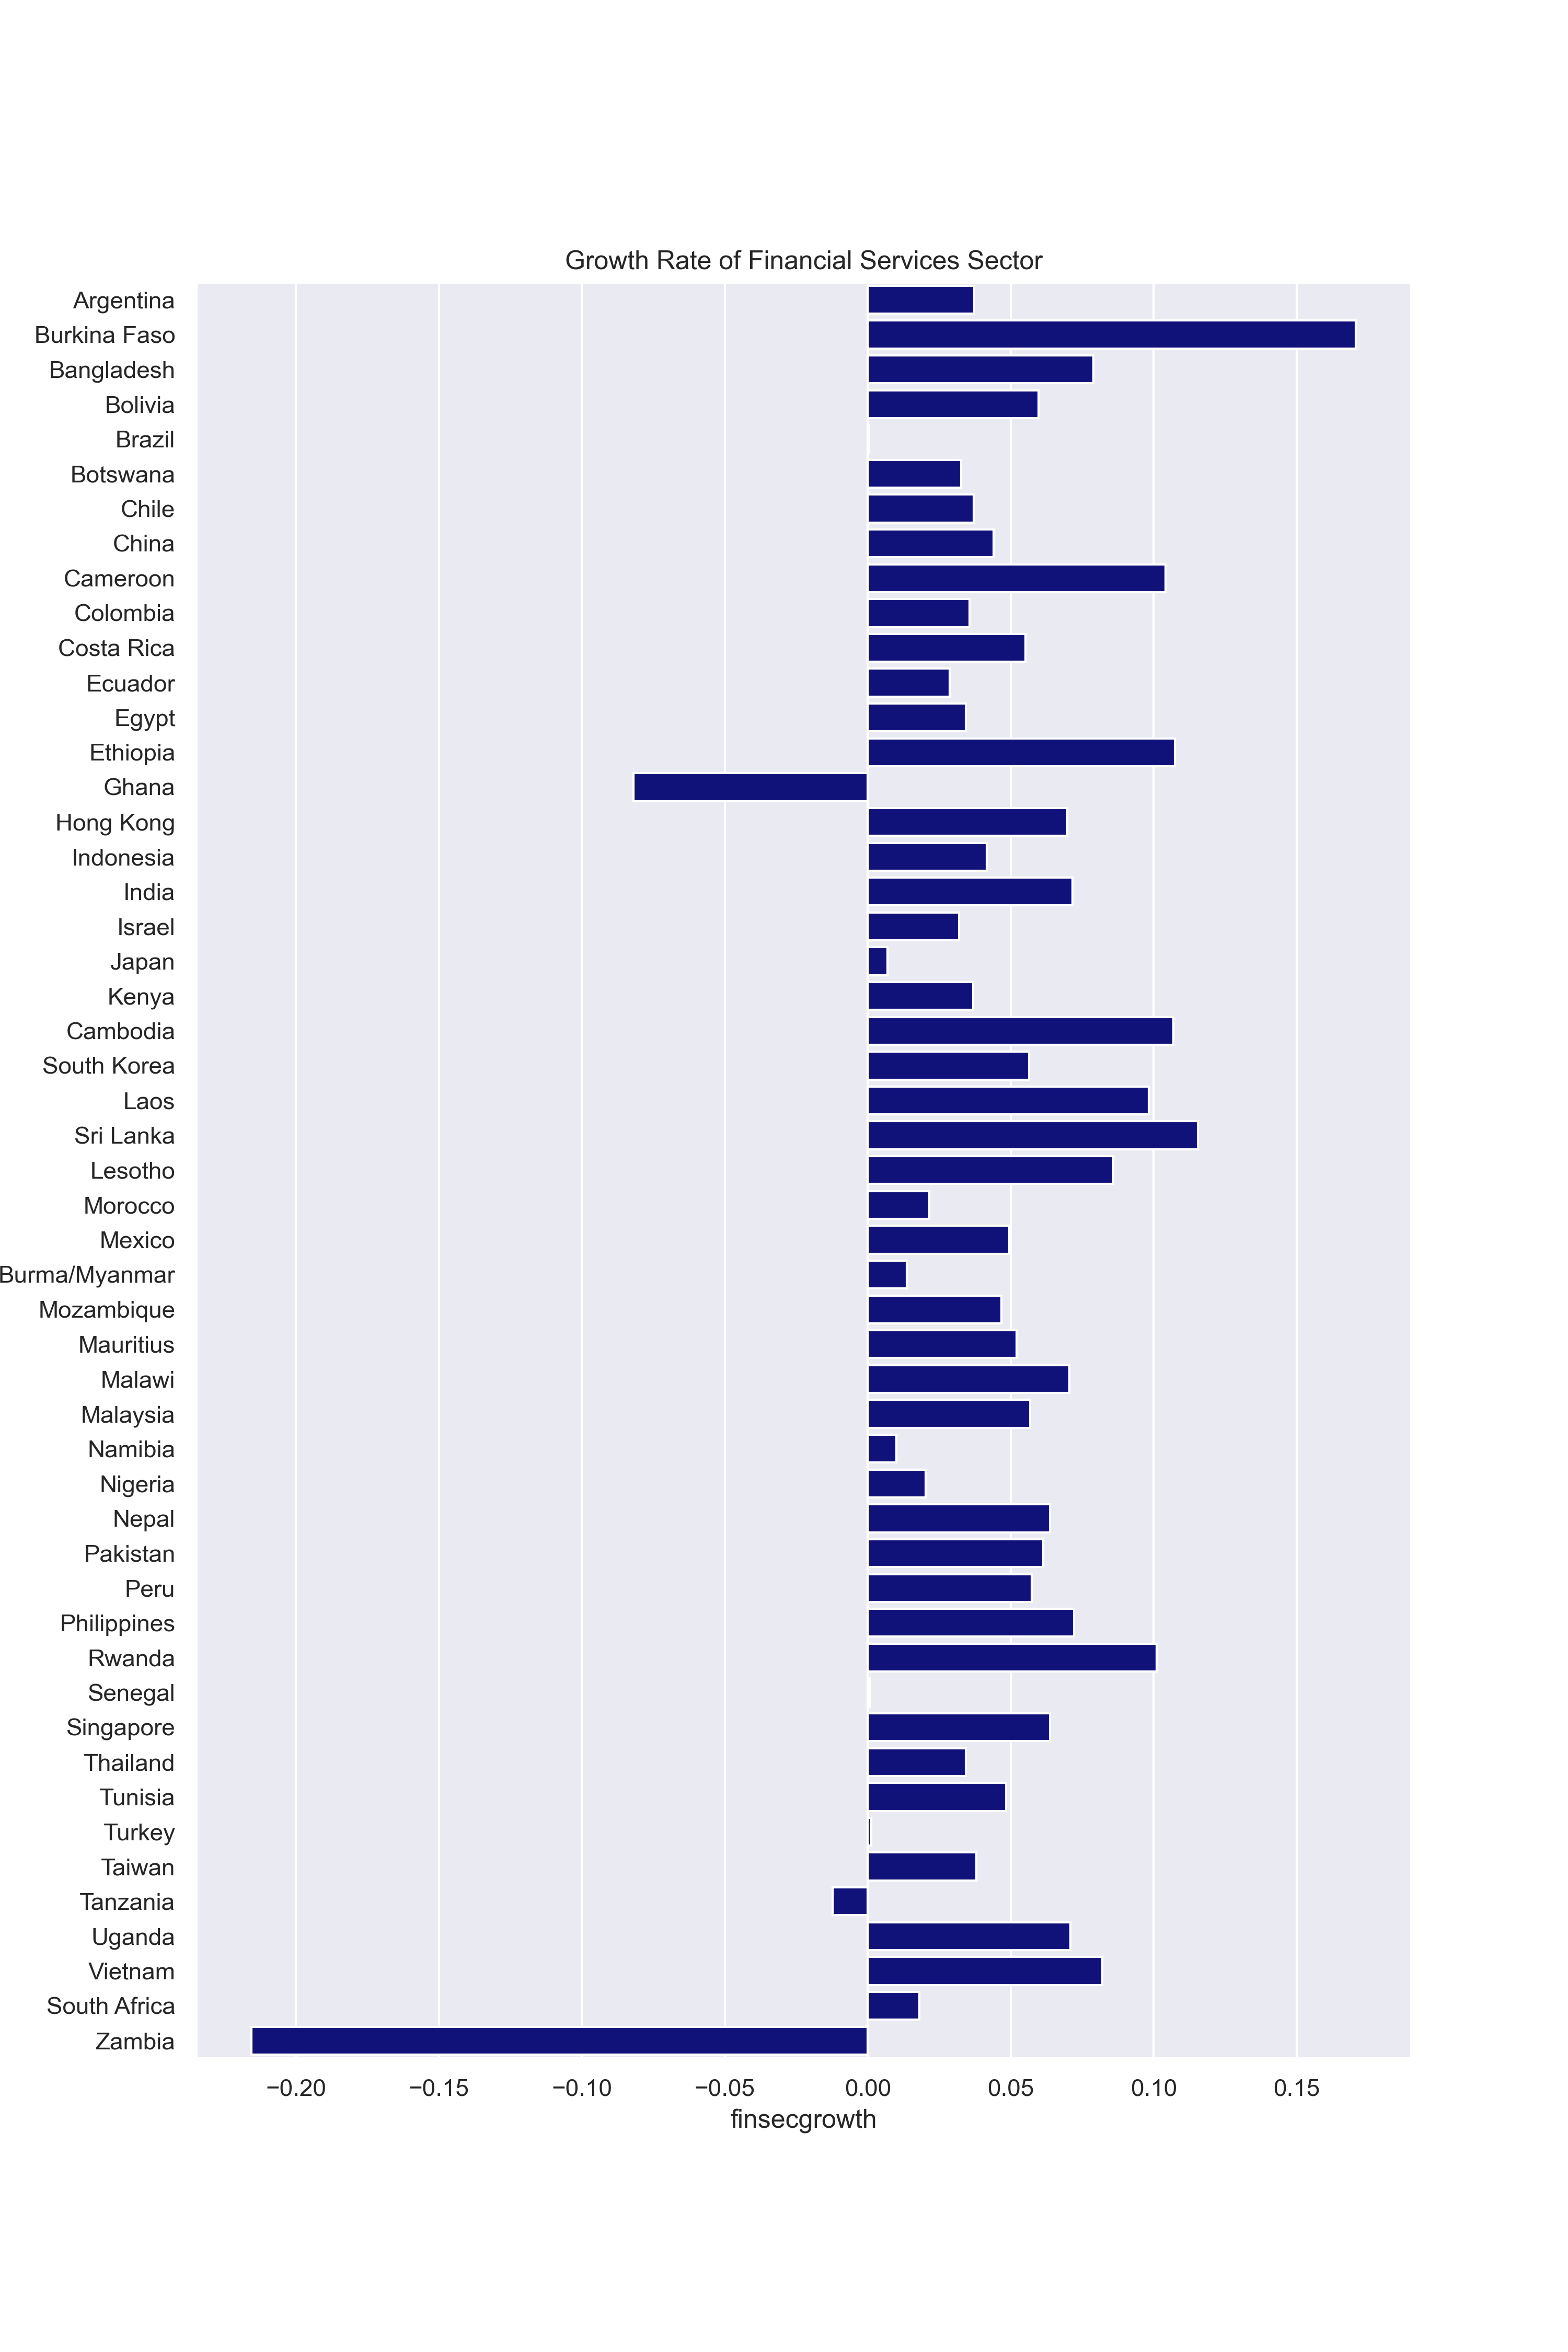 Growth Rate of Financial Services Sector
Argentina
Burkina Faso
Bangladesh
Bolivia
Brazil
Botswana
Chile
China
Cameroon
Colombia
Costa Rica
Ecuador
Egypt
Ethiopia
Ghana
Hong Kong
Indonesia
India
Israel
Japan
Kenya
Cambodia
South Korea
Laos
Sri Lanka
Lesotho
Morocco
Mexico
Burma/Myanmar
Mozambique
Mauritius
Malawi
Malaysia
Namibia
Nigeria
Nepal
Pakistan
Peru
Philippines
Rwanda
Senegal
Singapore
Thailand
Tunisia
Turkey
Taiwan
Tanzania
Uganda
Vietnam
South Africa
Zambia
−0.20 −0.15 −0.10 −0.05 0.00 0.05 0.10 0.15
finsecgrowth